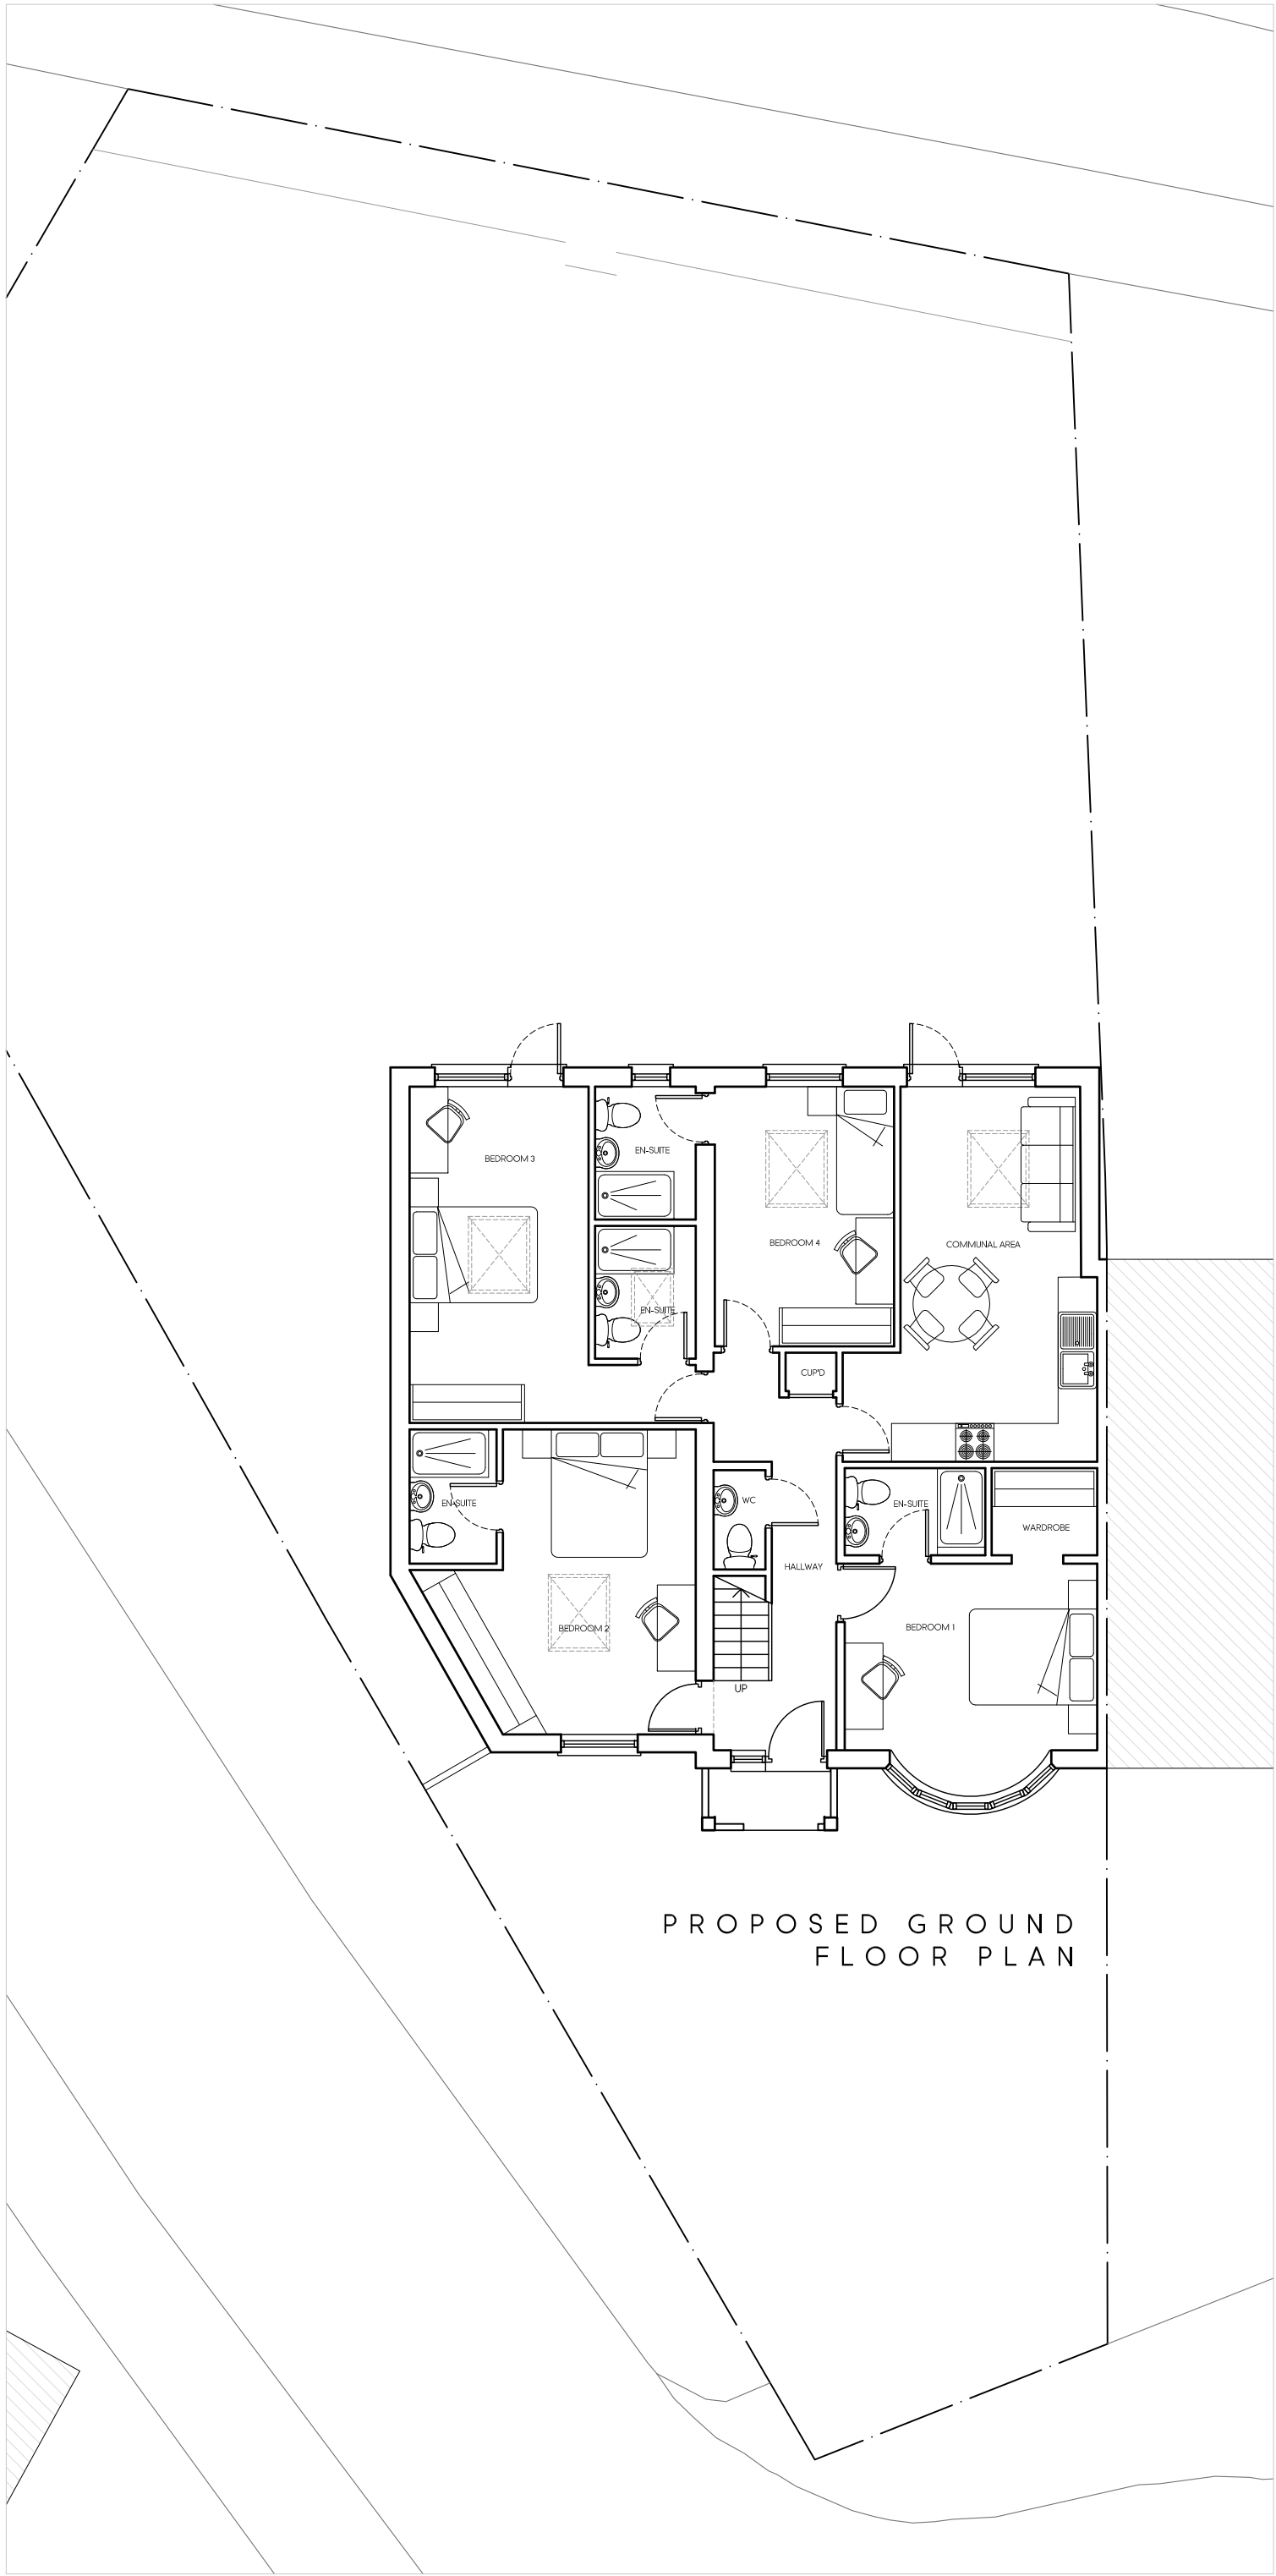 EN-SUITE
BEDROOM 3
BEDROOM 4
COMMUNAL AREA
EN-SUITE
CUP'D
EN-SUITE
WC
EN-SUITE
WARDROBE
HALLWAY
BEDROOM 2
BEDROOM 1
UP
PROPOSED GROUND
FLOOR PLAN